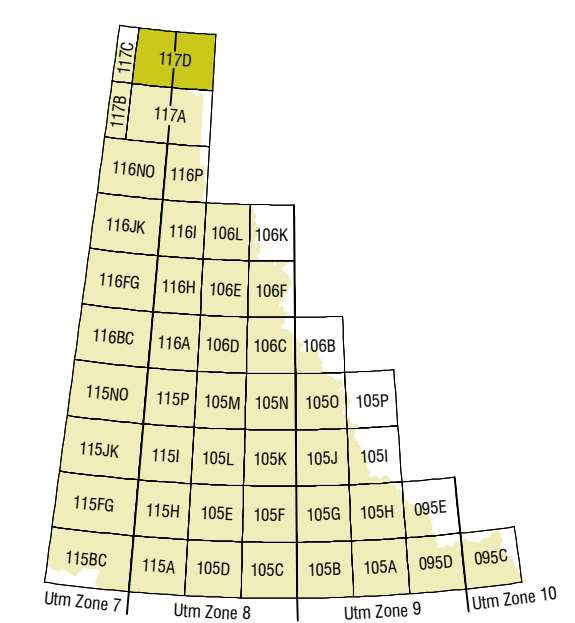 117C 117D
117B 117A
116NO 116P
116JK 116I 106L 106K
116FG 116H 106E 106F
116BC 116A 106D 106C 106B
115NO 115P 105M 105N 105O 105P
115JK 115I 105L 105K 105J 105I
115FG 115H 105E 105F 105G 105H 095E
115BC 115A 105D 105C 105B 105A 095D 095C
Utm Zone 7 Utm Zone 8 Utm Zone 9 Utm Zone 10